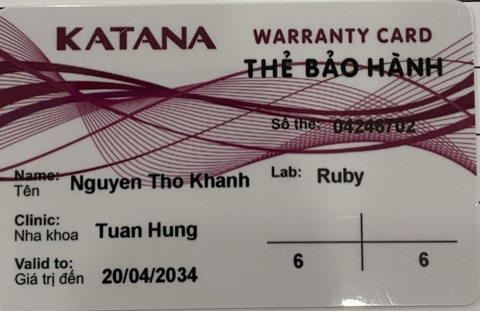 KATANA WARRANTY CARD
THẺ BẢO HÀNH
Số thẻ: 04246702
Name: Nguyen Tho Khanh Lab: Ruby
Tên
Clinic: Tuan Hung
Nha khoa
Valid to: 20/04/2034
Giá trị đến
6 6